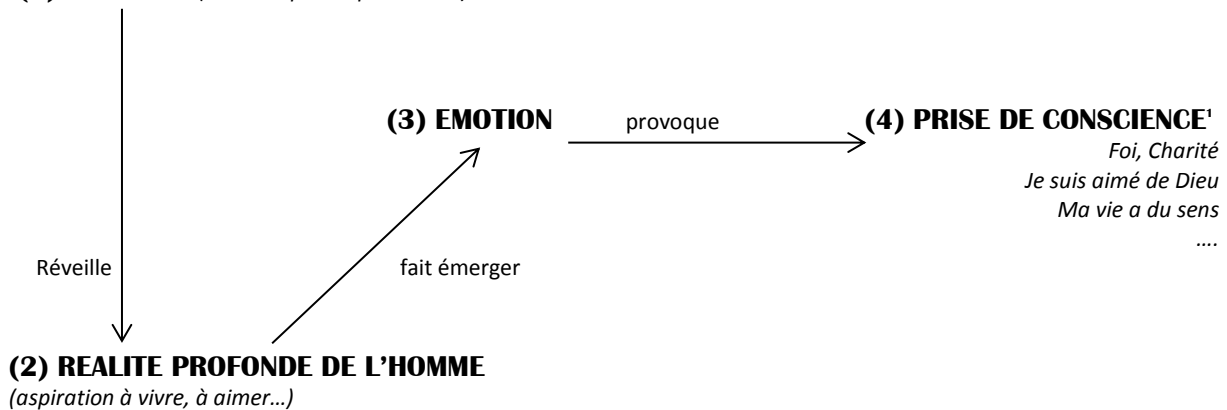 (3) EMOTION provoque (4) PRISE DE CONSCIENCE¹
Foi, Charité
Je suis aimé de Dieu
Ma vie a du sens
....
Réveille fait émerger
(2) REALITE PROFONDE DE L’HOMME
(aspiration à vivre, à aimer…)